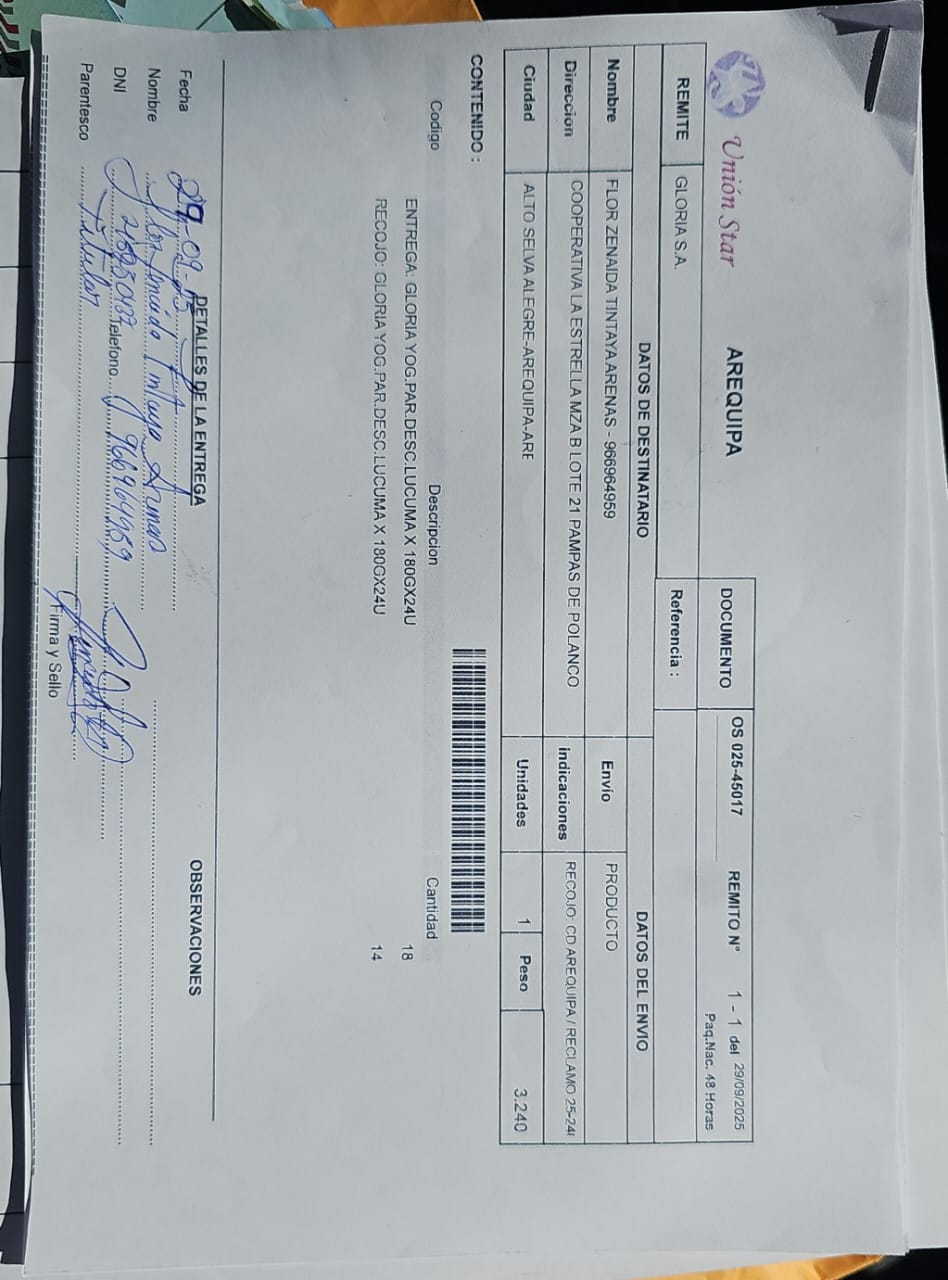 Unión Star
AREQUIPA
DOCUMENTO OS 025-45017 REMITO N° 1 - 1 del 29/09/2025
Paq.Nac. 48 Horas
REMITE GLORIA S.A. Referencia :
DATOS DE DESTINATARIO DATOS DEL ENVIO
Nombre FLOR ZENAIDA TINTAYA ARENAS - 966964959 Envio PRODUCTO
Direccion COOPERATIVA LA ESTRELLA MZA B LOTE 21 PAMPAS DE POLANCO indicaciones RECOJO: CD AREQUIPA / RECLAMO 25-24
Ciudad ALTO SELVA ALEGRE-AREQUIPA-ARE Unidades 1 Peso 3.240
CONTENIDO :
Codigo Descripcion Cantidad
ENTREGA: GLORIA YOG.PAR.DESC.LUCUMA X 180GX24U 18
RECOJO: GLORIA YOG.PAR.DESC.LUCUMA X 180GX24U 14
DETALLES DE LA ENTREGA OBSERVACIONES
Fecha 29-09-25
Nombre Flor
DNI Telefono 966964959
Parentesco Titular
Firma y Sello